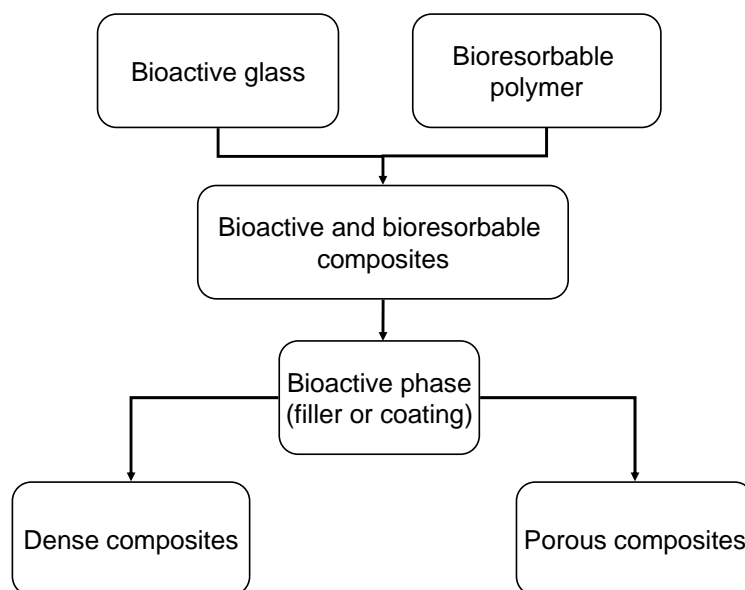 Bioactive glass
Bioresorbable
polymer
Bioactive and bioresorbable
composites
Bioactive phase
(filler or coating)
Dense composites
Porous composites